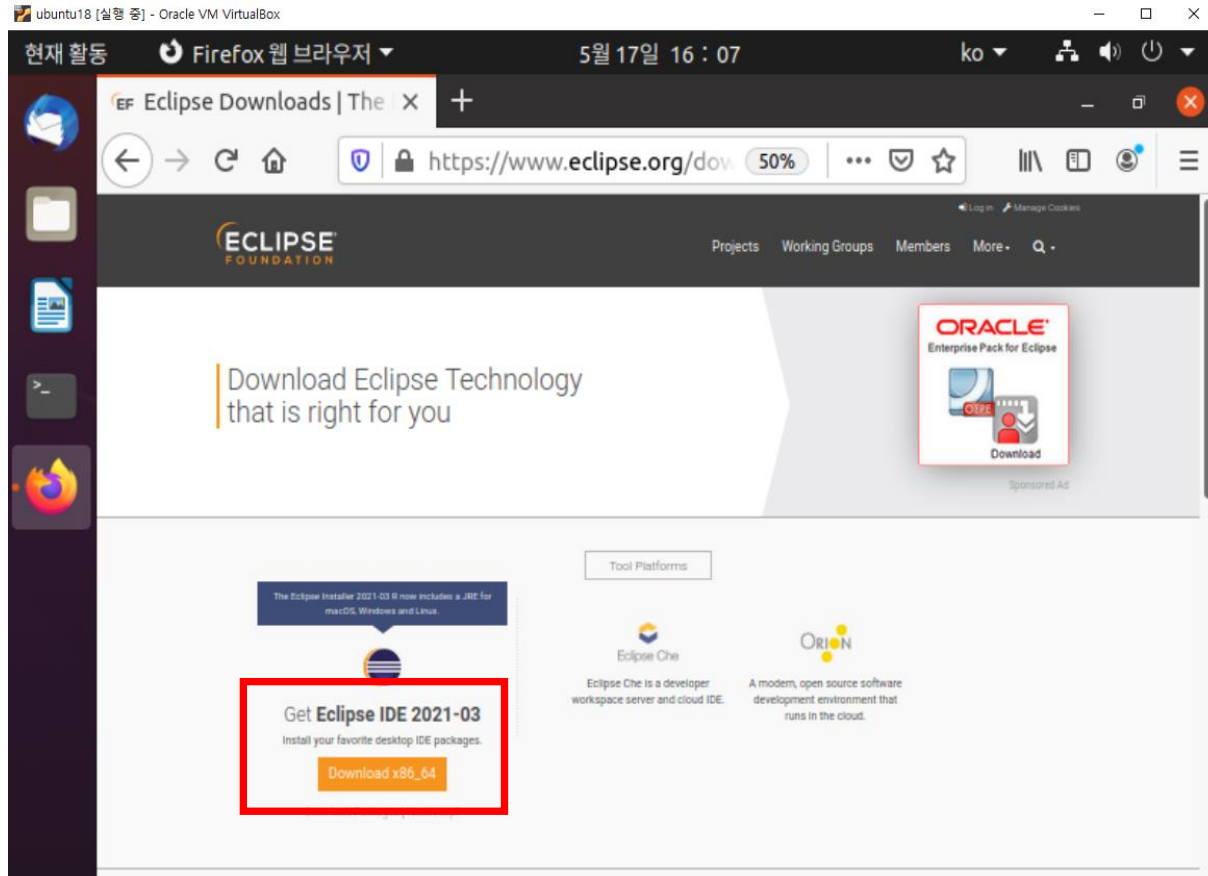 ubuntu18 [실행 중] - Oracle VM VirtualBox
현재 활동 Firefox 웹 브라우저 5월 17일 16 : 07 ko
Eclipse Downloads | The
https://www.eclipse.org/dow 50%
Log in Manage Cookies
ECLIPSE
FOUNDATION
Projects Working Groups Members More
ORACLE
Enterprise Pack for Eclipse
OEPE
Download
Sponsored Ad
Download Eclipse Technology
that is right for you
Tool Platforms
The Eclipse Installer 2021-03 R now includes a JRE for
macOS, Windows and Linux.
Get Eclipse IDE 2021-03
Install your favorite desktop IDE packages.
Download x86_64
Eclipse Che
Eclipse Che is a developer
workspace server and cloud IDE.
ORION
A modern, open source software
development environment that
runs in the cloud.